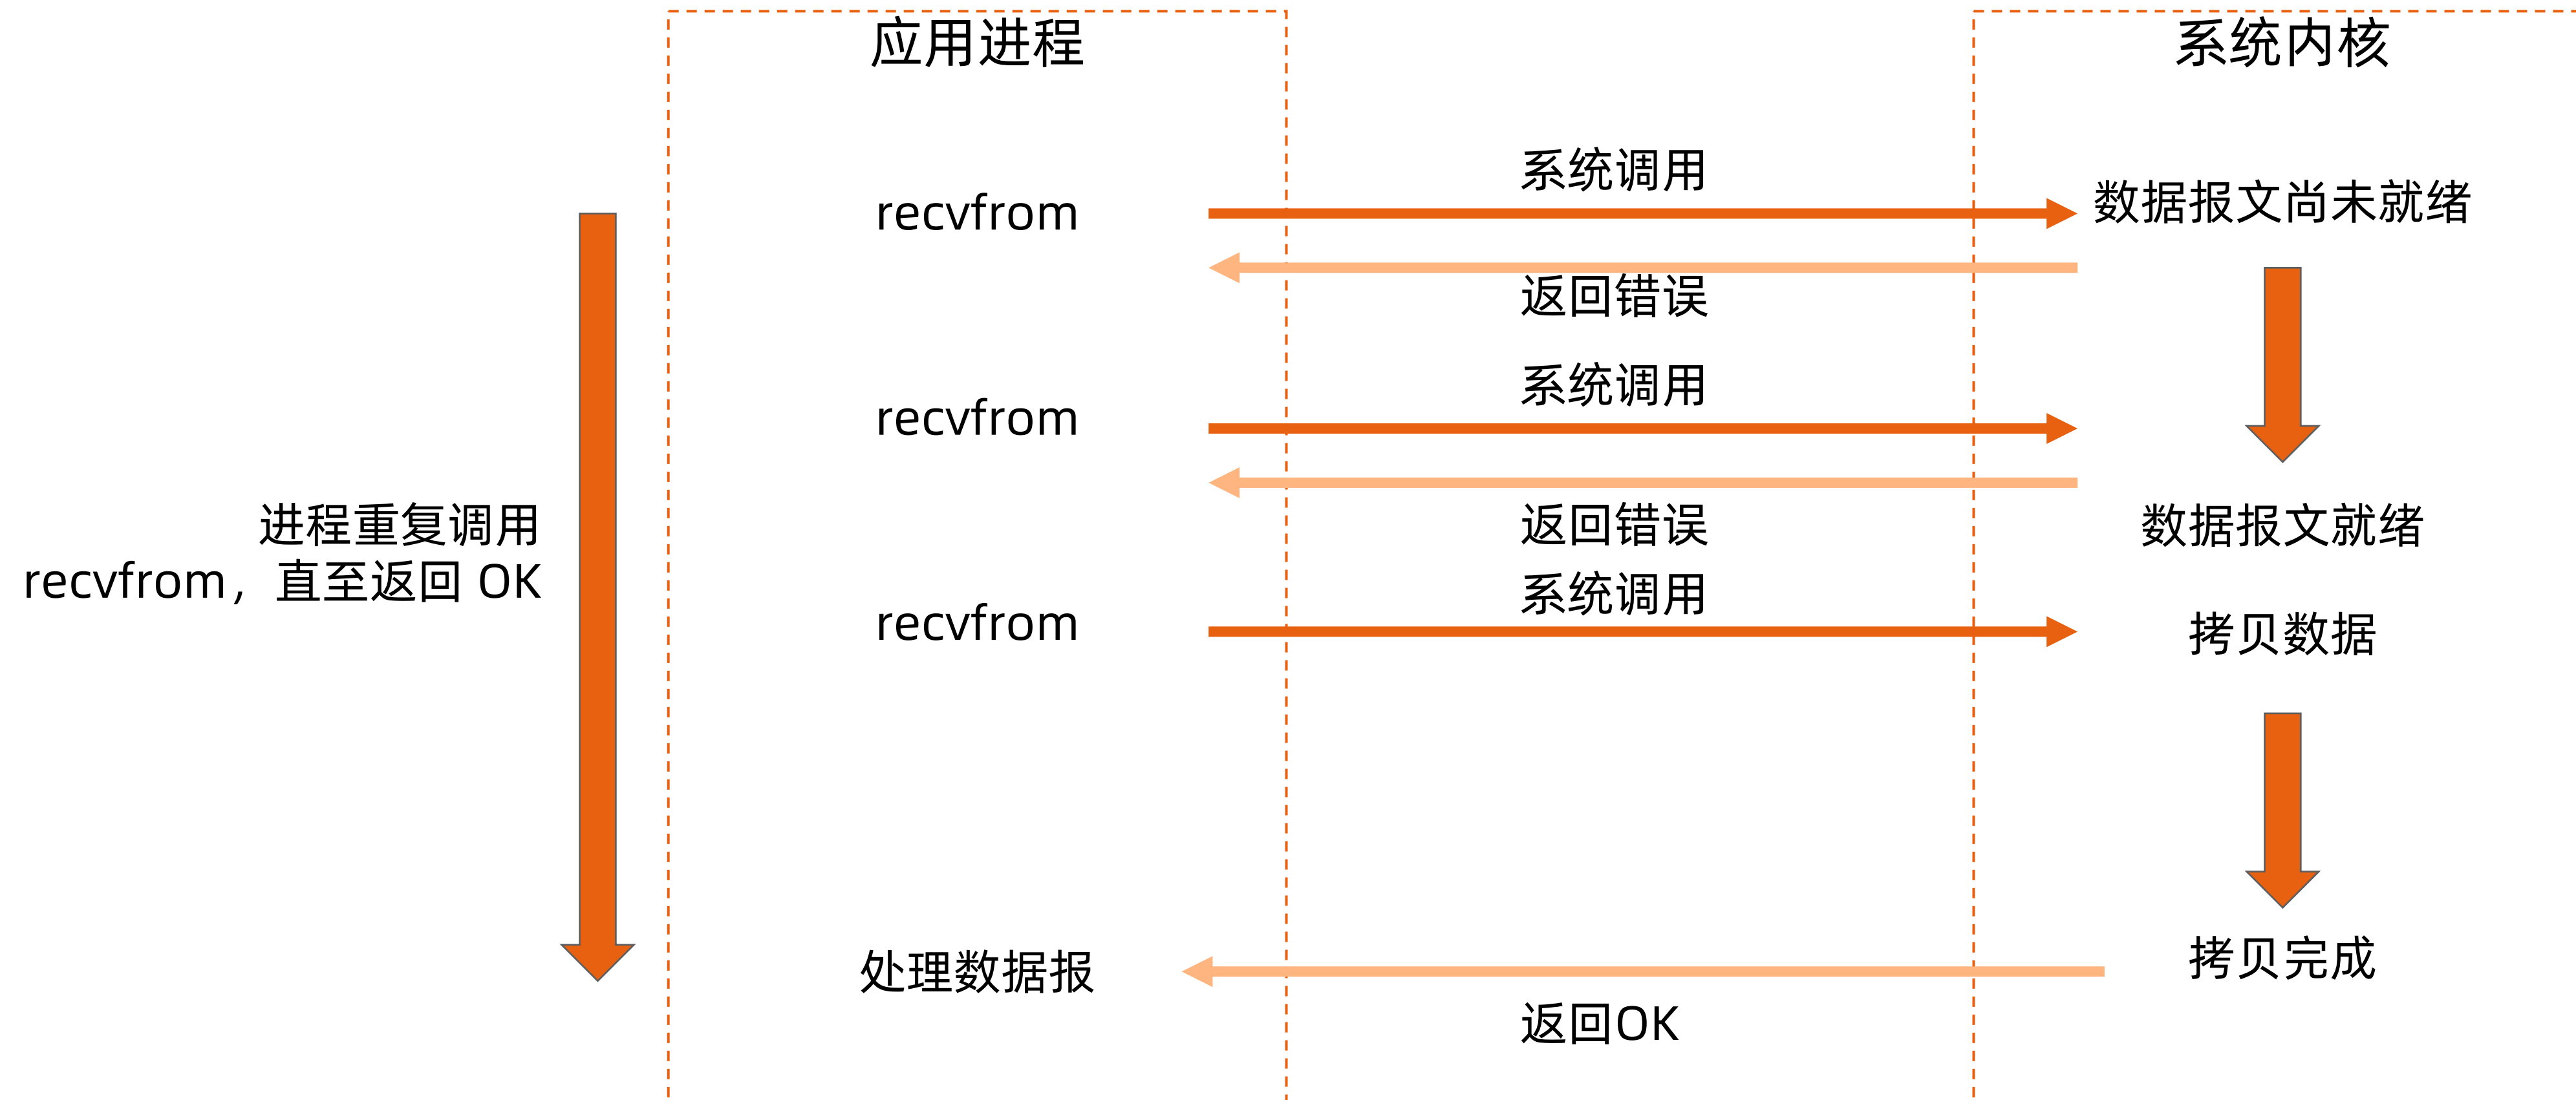 应用进程
系统内核
系统调用
recvfrom
数据报文尚未就绪
返回错误
系统调用
recvfrom
进程重复调用
recvfrom，直至返回 OK
返回错误
数据报文就绪
系统调用
recvfrom
拷贝数据
处理数据报
拷贝完成
返回OK